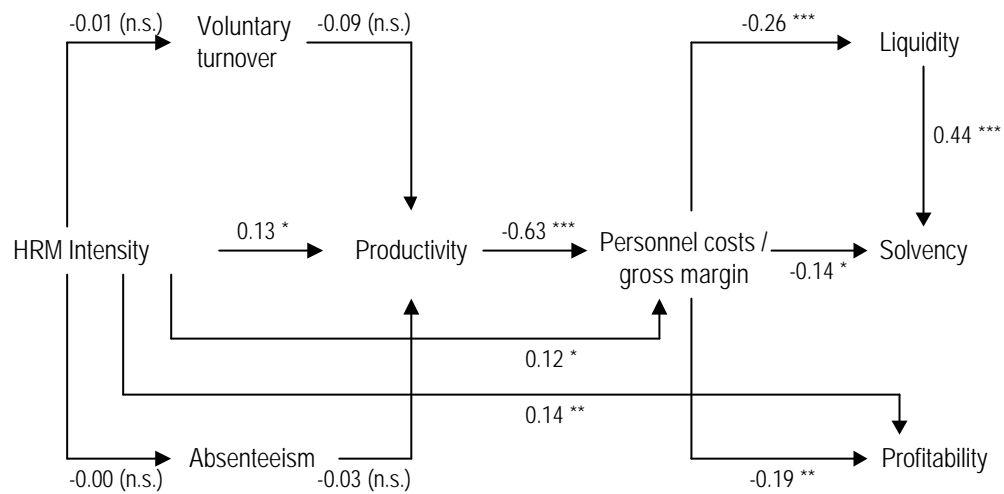 -0.01 (n.s.)
Voluntary
turnover
-0.09 (n.s.)
-0.26 ***
Liquidity
0.44 ***
HRM Intensity
0.13 *
Productivity
-0.63 ***
Personnel costs /
gross margin
-0.14 *
Solvency
0.12 *
0.14 **
-0.00 (n.s.)
Absenteeism
-0.03 (n.s.)
-0.19 **
Profitability